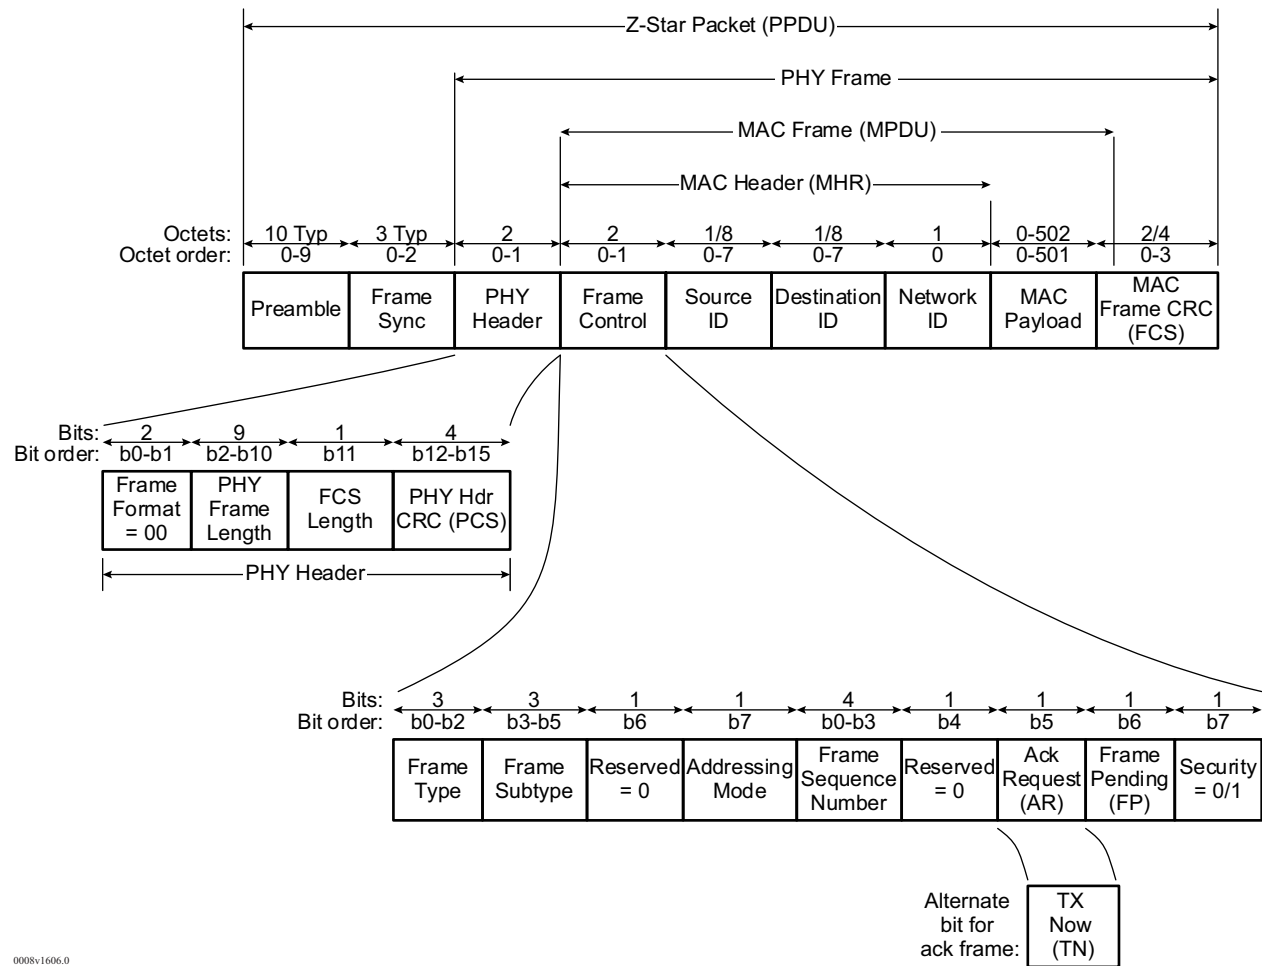 Z-Star Packet (PPDU)
PHY Frame
MAC Frame (MPDU)
MAC Header (MHR)
Octets: 10 Typ 3 Typ 2 2 1/8 1/8 1 0-502 2/4
Octet order: 0-9 0-2 0-1 0-1 0-7 0-7 0 0-501 0-3
Preamble
Frame
Sync
PHY
Header
Frame
Control
Source
ID
Destination
ID
Network
ID
MAC
Payload
MAC
Frame CRC
(FCS)
Bits: 2 9 1 4
Bit order: b0-b1 b2-b10 b11 b12-b15
Frame
Format
= 00
PHY
Frame
Length
FCS
Length
PHY Hdr
CRC (PCS)
PHY Header
Bits: 3 3 1 1 4 1 1 1 1
Bit order: b0-b2 b3-b5 b6 b7 b0-b3 b4 b5 b6 b7
Frame
Type
Frame
Subtype
Reserved
= 0
Addressing
Mode
Frame
Sequence
Number
Reserved
= 0
Ack
Request
(AR)
Frame
Pending
(FP)
Security
= 0/1
Alternate
bit for
ack frame:
TX
Now
(TN)
0008v1606.0